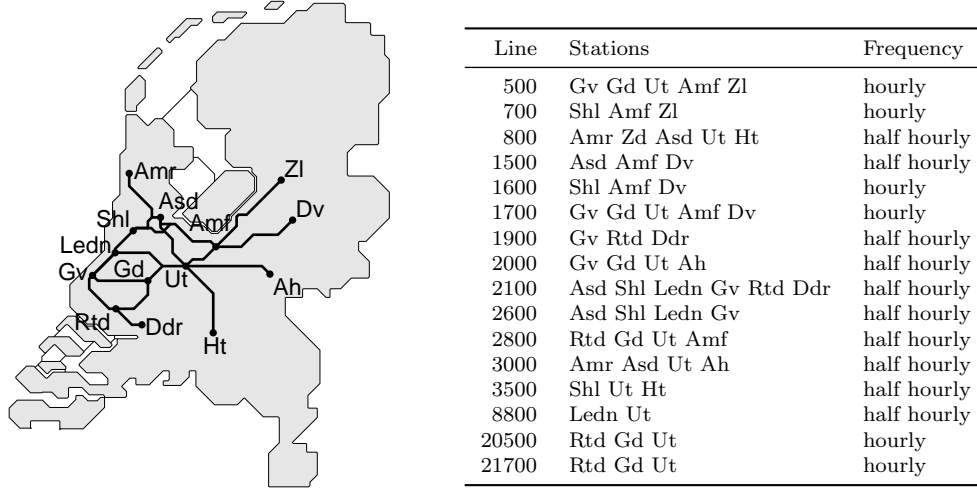 Amr
Zl
Asd
Dv
Shl
Amf
Ledn
Gv
Gd
Ut
Ah
Rtd
Ddr
Ht
Line Stations Frequency
500 Gv Gd Ut Amf Zl hourly
700 Shl Amf Zl hourly
800 Amr Zd Asd Ut Ht half hourly
1500 Asd Amf Dv half hourly
1600 Shl Amf Dv hourly
1700 Gv Gd Ut Amf Dv hourly
1900 Gv Rtd Ddr half hourly
2000 Gv Gd Ut Ah half hourly
2100 Asd Shl Ledn Gv Rtd Ddr half hourly
2600 Asd Shl Ledn Gv half hourly
2800 Rtd Gd Ut Amf half hourly
3000 Amr Asd Ut Ah half hourly
3500 Shl Ut Ht half hourly
8800 Ledn Ut half hourly
20500 Rtd Gd Ut hourly
21700 Rtd Gd Ut hourly